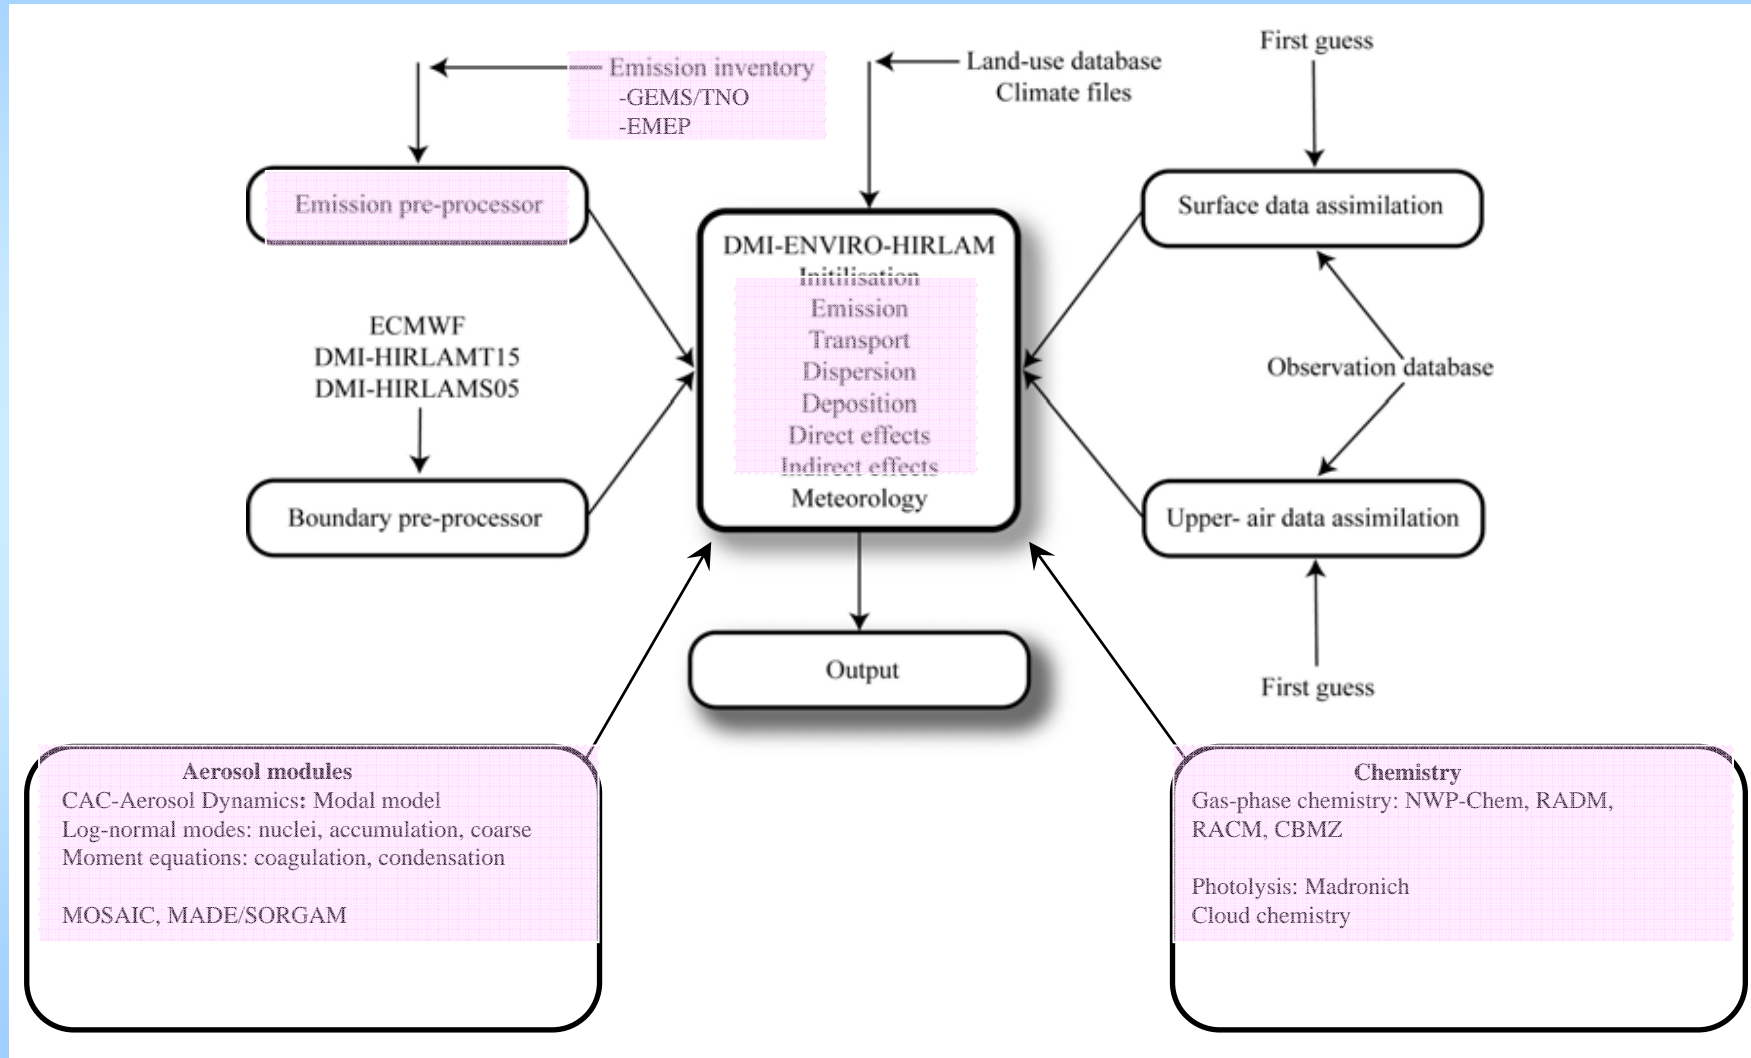 First guess
Emission inventory
-GEMS/TNO
-EMEP
Land-use database
Climate files
Emission pre-processor
Surface data assimilation
DMI-ENVIRO-HIRLAM
Initilisation
Emission
Transport
Dispersion
Deposition
Direct effects
Indirect effects
Meteorology
ECMWF
DMI-HIRLAMT15
DMI-HIRLAMS05
Observation database
Boundary pre-processor
Upper- air data assimilation
Output
First guess
Aerosol modules
CAC-Aerosol Dynamics: Modal model
Log-normal modes: nuclei, accumulation, coarse
Moment equations: coagulation, condensation
MOSAIC, MADE/SORGAM
Chemistry
Gas-phase chemistry: NWP-Chem, RADM,
RACM, CBMZ
Photolysis: Madronich
Cloud chemistry